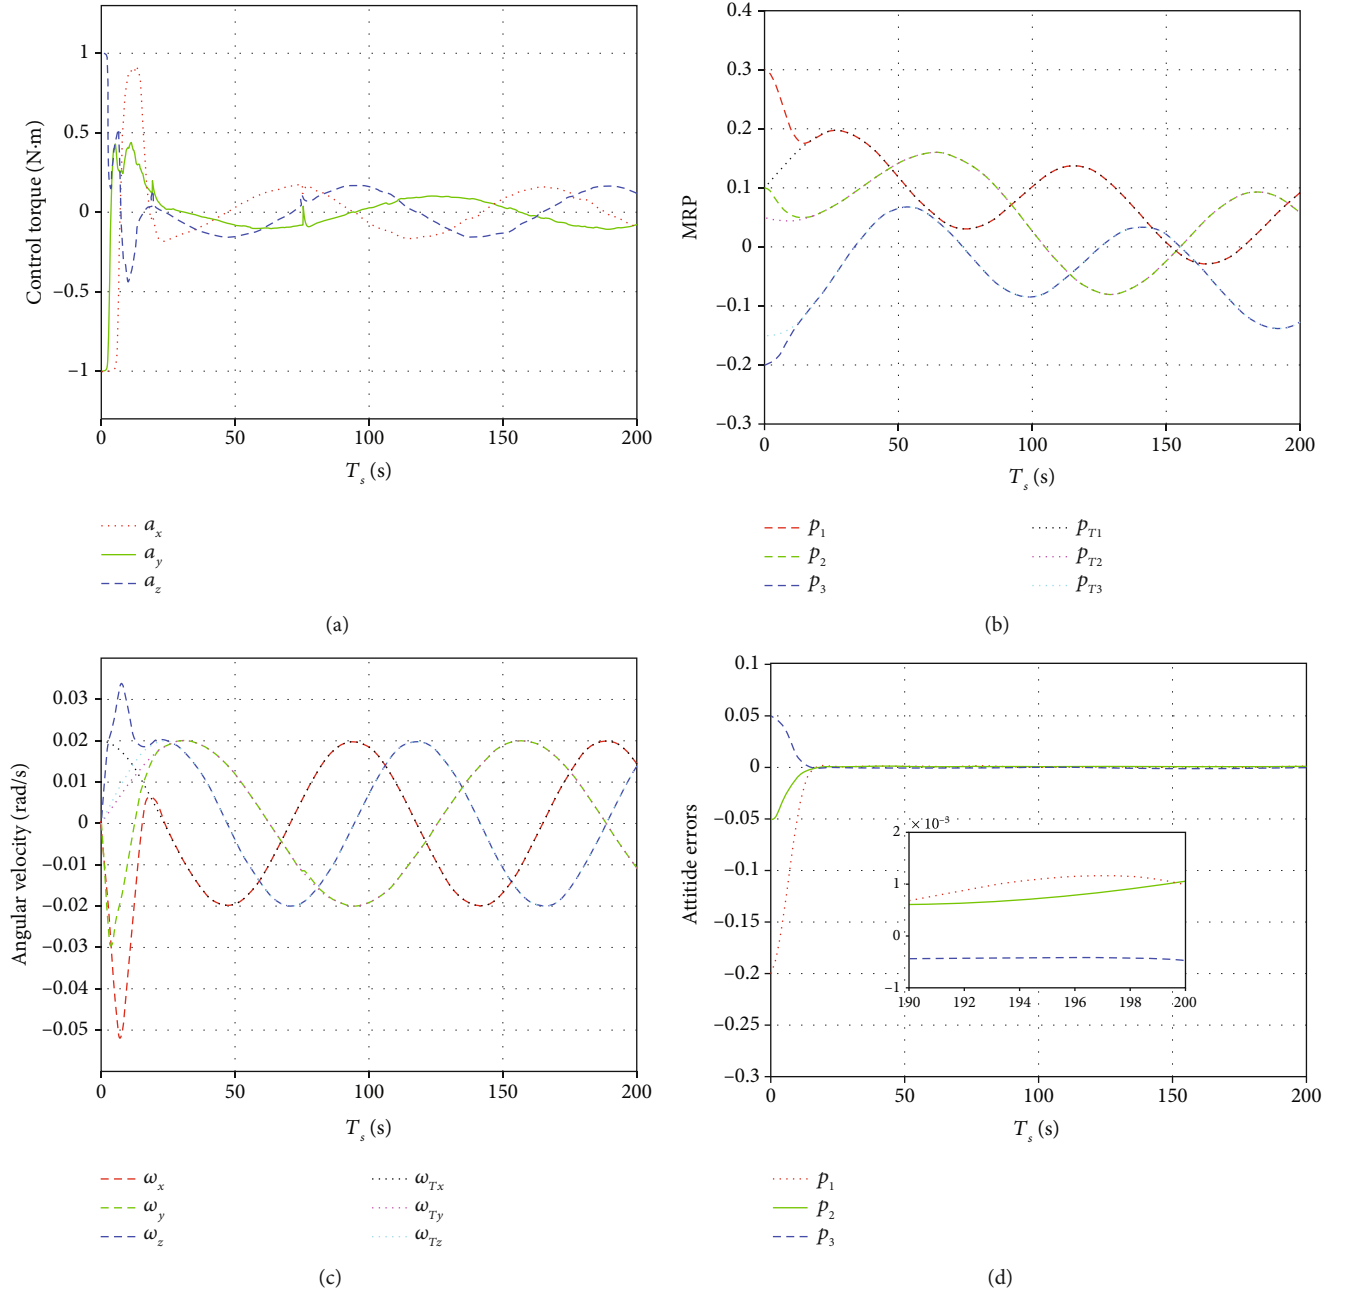 1
0.5
0
−0.5
−1
Control torque (N·m)
0 50 100 150 200
T_s (s)
a_x
a_y
a_z
(a)
0.4
0.3
0.2
0.1
0
−0.1
−0.2
−0.3
MRP
0 50 100 150 200
T_s (s)
p_1 p_T1
p_2 p_T2
p_3 p_T3
(b)
0.03
0.02
0.010
0
−0.01
−0.02
−0.03
−0.04
−0.05
Angular velocity (rad/s)
0 50 100 150 200
T_s (s)
ω_x ω_Tx
ω_y ω_Ty
ω_z ω_Tz
(c)
0.1
0.05
0
−0.05
−0.1
−0.15
−0.2
−0.25
−0.3
Attitide errors
× 10^−3
2
1
0
−1
190 192 194 196 198 200
0 50 100 150 200
T_s (s)
p_1
p_2
p_3
(d)